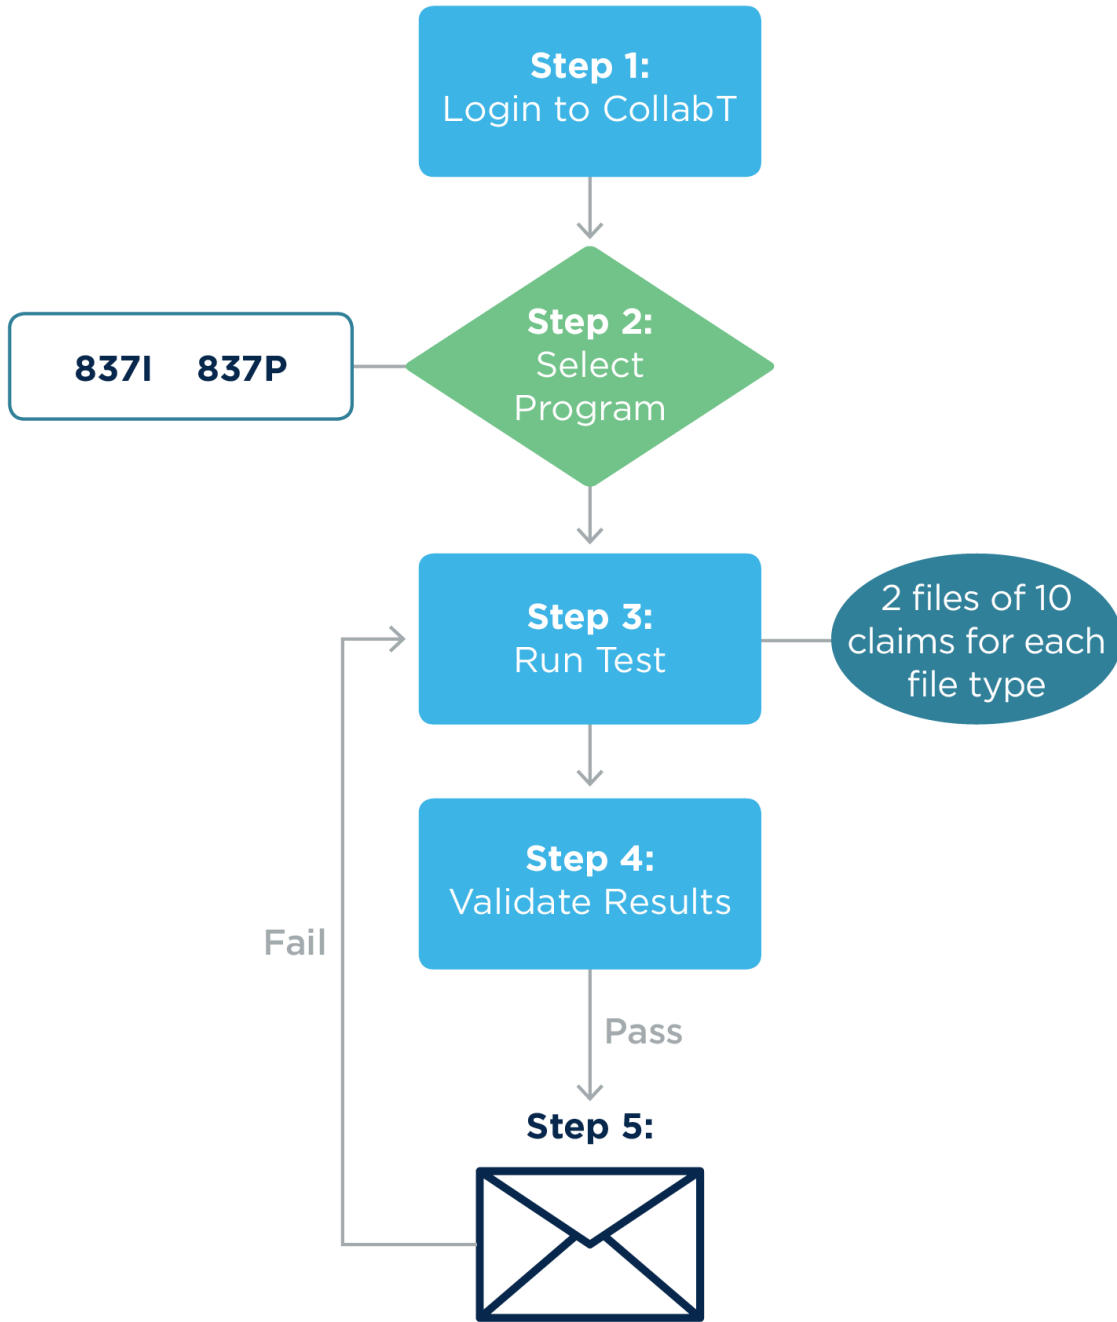 Step 1:
Login to CollabT
Step 2:
Select
Program
837I 837P
Step 3:
Run Test
2 files of 10
claims for each
file type
Step 4:
Validate Results
Fail
Pass
Step 5: